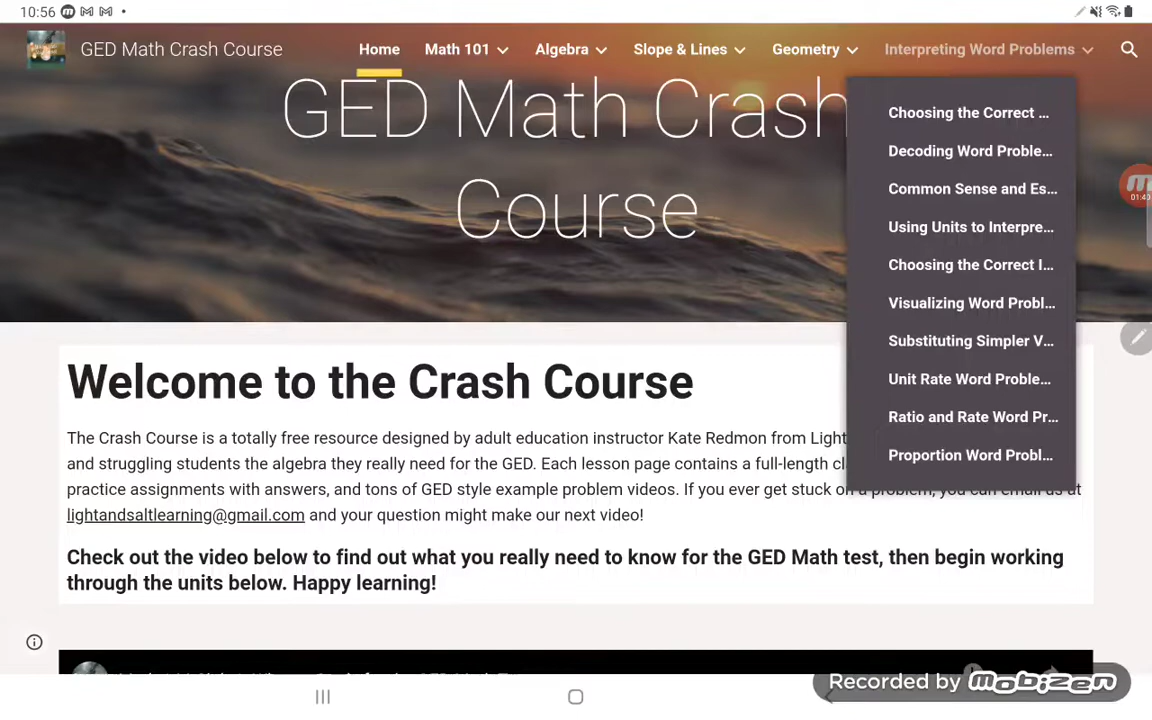 10:56
GED Math Crash Course
Home
Math 101
Algebra
Slope & Lines
Geometry
Interpreting Word Problems
GED Math Crash
Course
Choosing the Correct ...
Decoding Word Proble...
Common Sense and Es...
Using Units to Interpre...
Choosing the Correct I...
Visualizing Word Probl...
Substituting Simpler V...
Unit Rate Word Proble...
Ratio and Rate Word Pr...
Proportion Word Probl...
01:40
Welcome to the Crash Course
The Crash Course is a totally free resource designed by adult education instructor Kate Redmon from Light
and struggling students the algebra they really need for the GED. Each lesson page contains a full-length cl
practice assignments with answers, and tons of GED style example problem videos. If you ever get stuck on a problem, you can email us at
lightandsaltlearning@gmail.com and your question might make our next video!
Check out the video below to find out what you really need to know for the GED Math test, then begin working
through the units below. Happy learning!
Recorded by mobizen